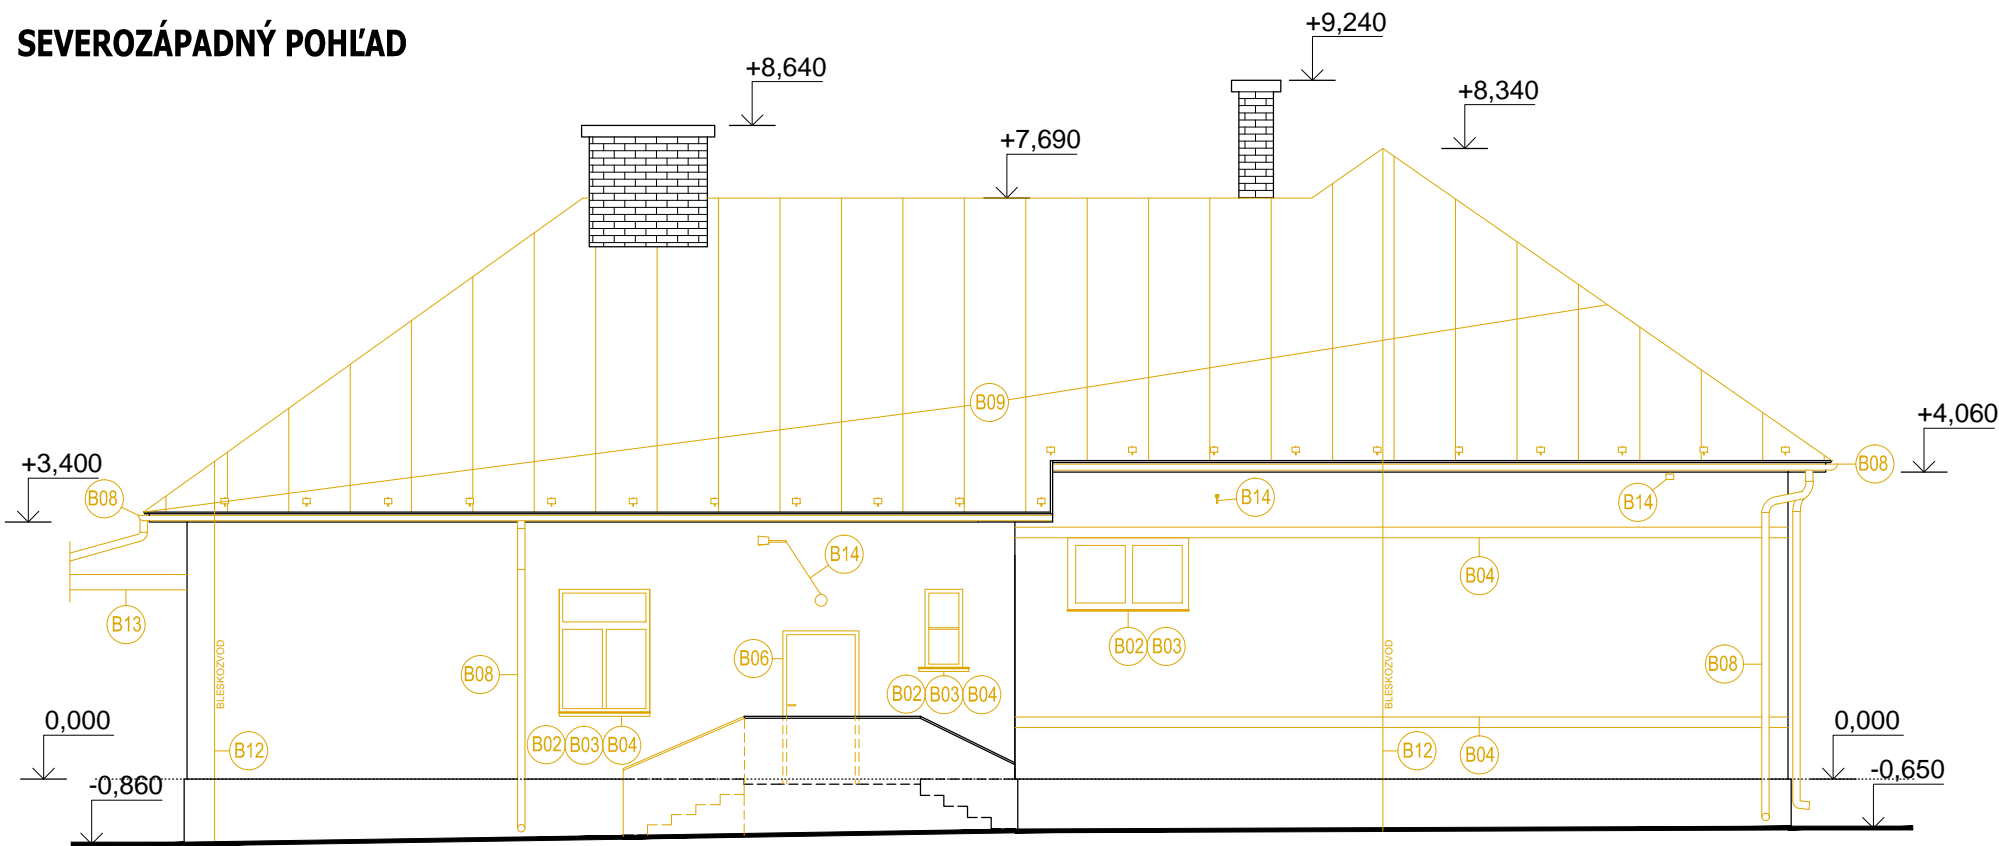 SEVEROZÁPADNÝ POHĽAD
+9,240
+8,640
+8,340
+7,690
B09
+4,060
+3,400
B08
B08
B14
B14
B14
B04
B13
B02 B03
B06
B08
B08
BLESKOZVOD
BLESKOZVOD
B02 B03 B04
0,000
0,000
B02 B03 B04
B12
B12
B04
-0,860
-0,650